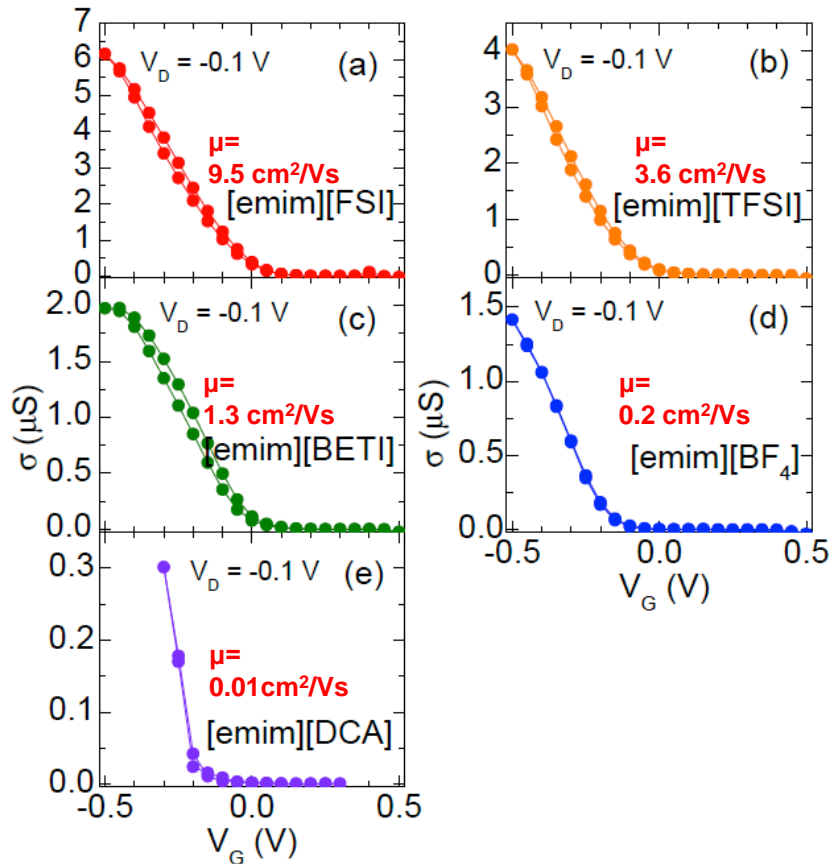 7
6
5
4
3
2
1
0
V_D = -0.1 V
(a)
μ=
9.5 cm²/Vs
[emim][FSI]
4
3
2
1
0
V_D = -0.1 V
(b)
μ=
3.6 cm²/Vs
[emim][TFSI]
2.0
1.5
1.0
0.5
0.0
σ (μS)
V_D = -0.1 V
(c)
μ=
1.3 cm²/Vs
[emim][BETI]
1.5
1.0
0.5
0.0
σ (μS)
V_D = -0.1 V
(d)
μ=
0.2 cm²/Vs
[emim][BF₄]
-0.5
0.0
0.5
V_G (V)
0.3
0.2
0.1
0.0
V_D = -0.1 V
(e)
μ=
0.01cm²/Vs
[emim][DCA]
-0.5
0.0
0.5
V_G (V)